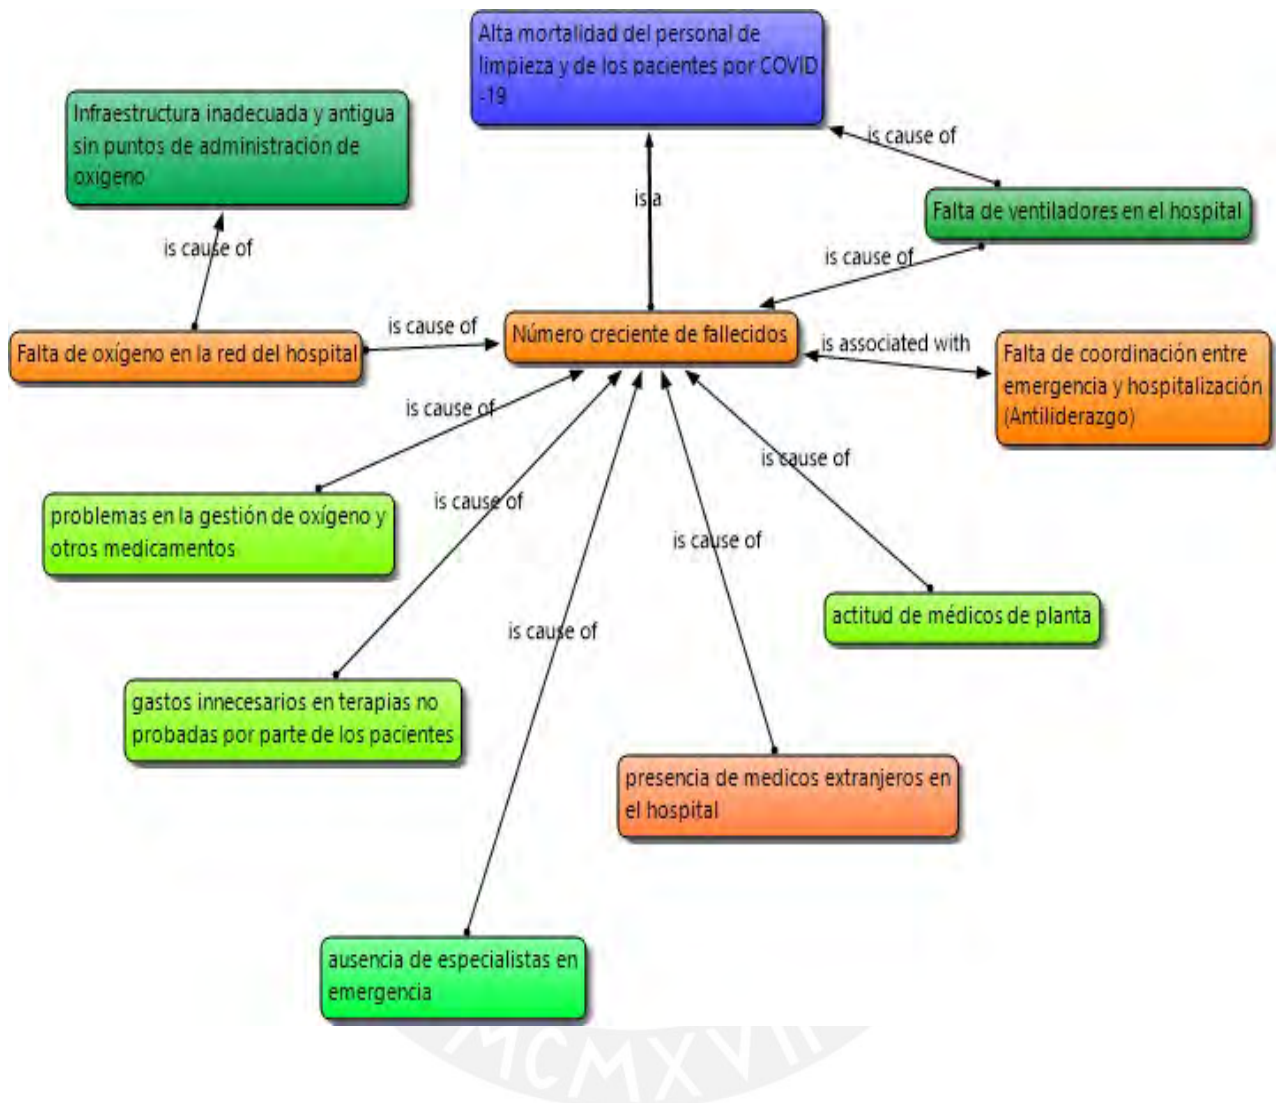 Alta mortalidad del personal de
limpieza y de los pacientes por COVID
-19
Infraestructura inadecuada y antigua
sin puntos de administración de
oxígeno
is cause of
is a
Falta de ventiladores en el hospital
is cause of
is cause of
Falta de oxígeno en la red del hospital
is cause of
Número creciente de fallecidos
is associated with
Falta de coordinación entre
emergencia y hospitalización
(Antiliderazgo)
is cause of
is cause of
is cause of
problemas en la gestión de oxígeno y
otros medicamentos
is cause of
is cause of
actitud de médicos de planta
gastos innecesarios en terapias no
probadas por parte de los pacientes
presencia de medicos extranjeros en
el hospital
ausencia de especialistas en
emergencia
MCMXVII